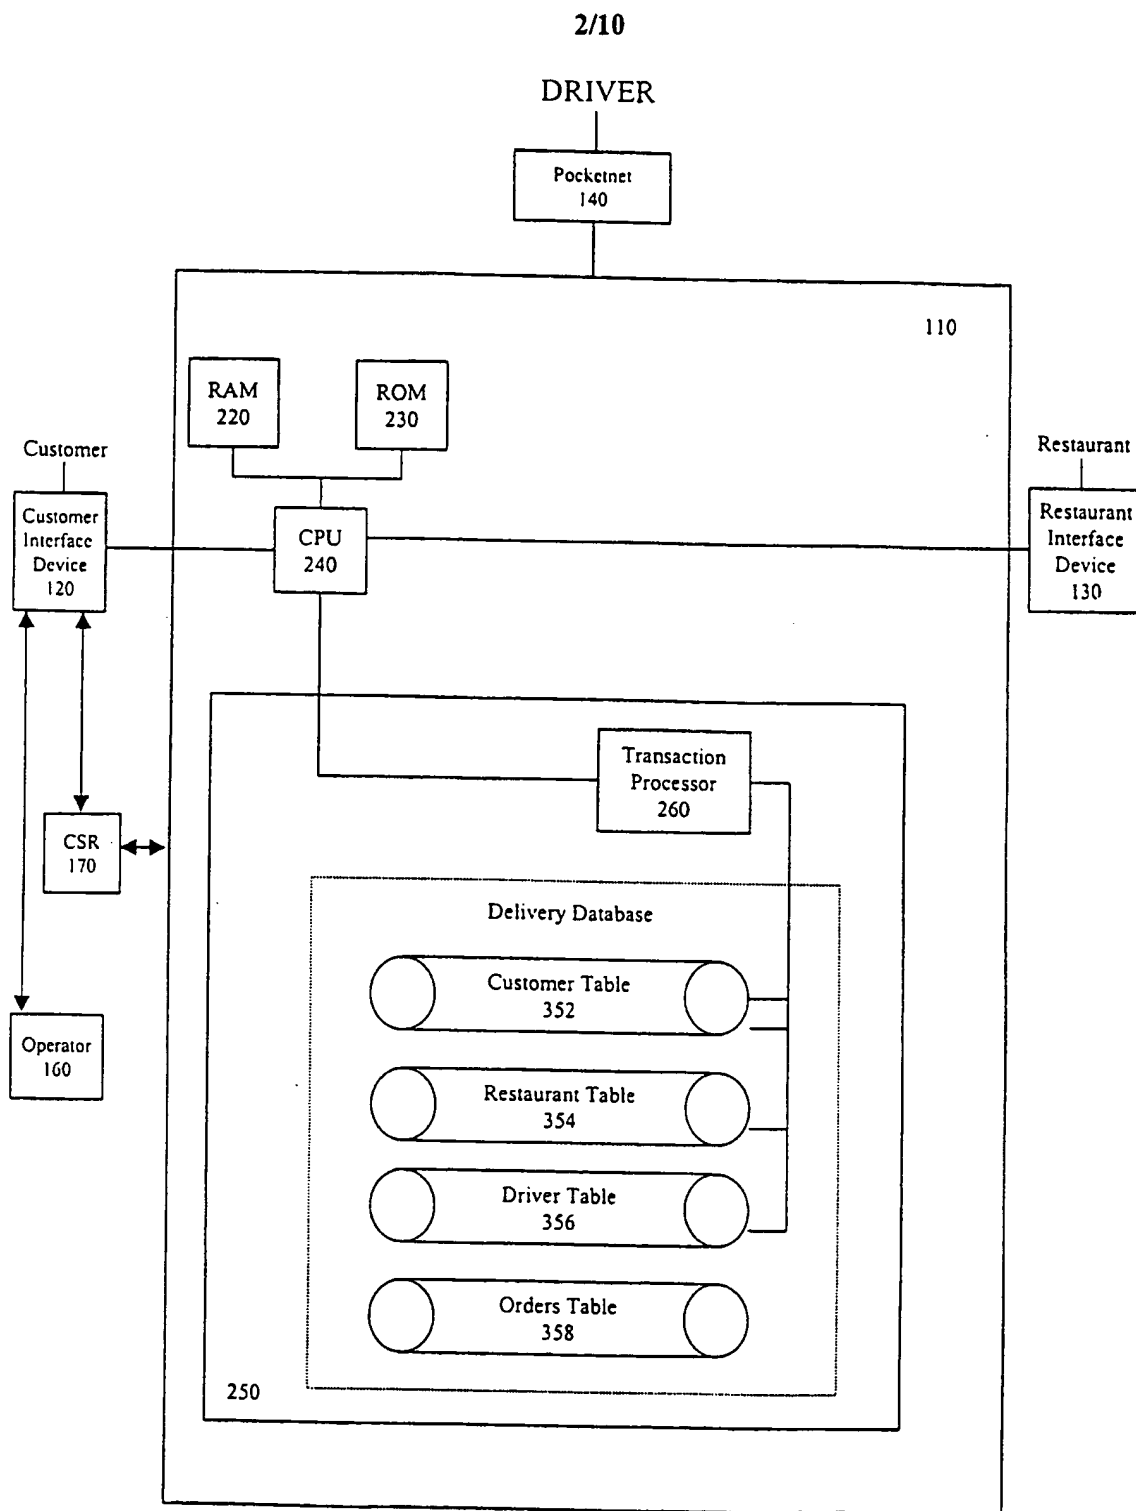 2/10
DRIVER
Pocketnet
140
110
RAM
220
ROM
230
Customer
Restaurant
Customer
Interface
Device
120
CPU
240
Restaurant
Interface
Device
130
Transaction
Processor
260
CSR
170
Delivery Database
Customer Table
352
Operator
160
Restaurant Table
354
Driver Table
356
Orders Table
358
250